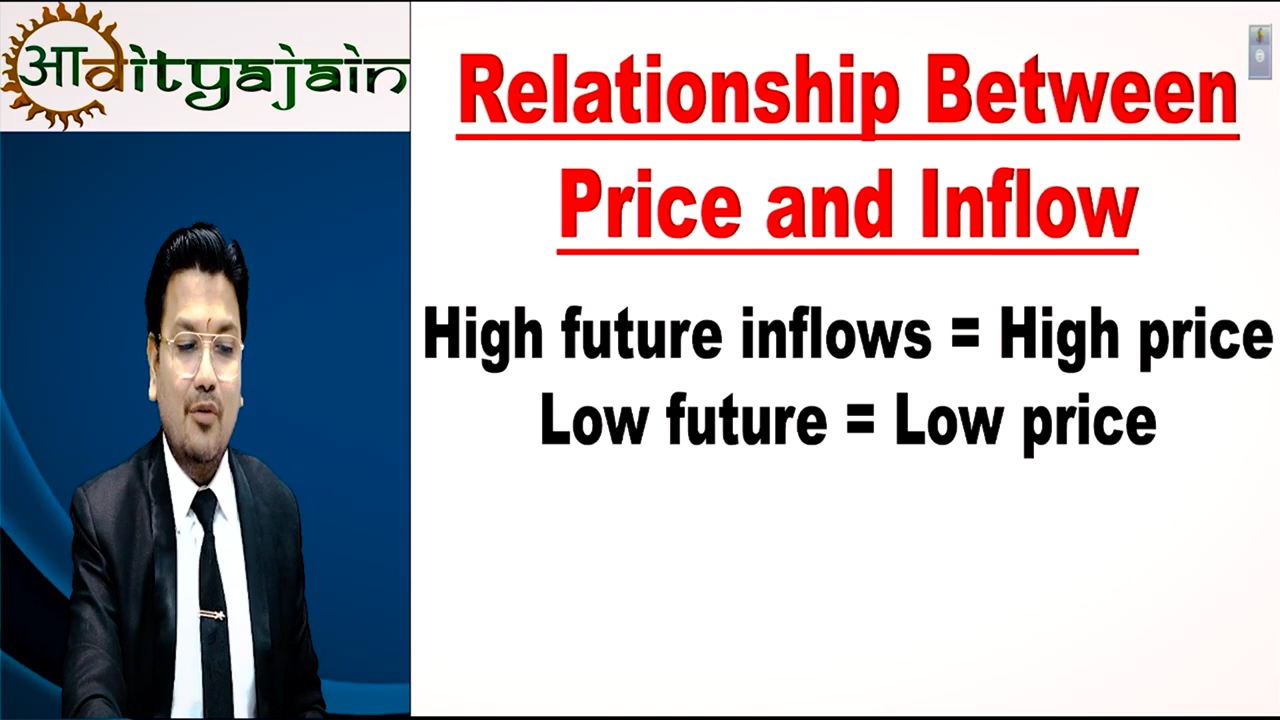 आdityajain
Relationship Between
Price and Inflow
High future inflows = High price
Low future = Low price